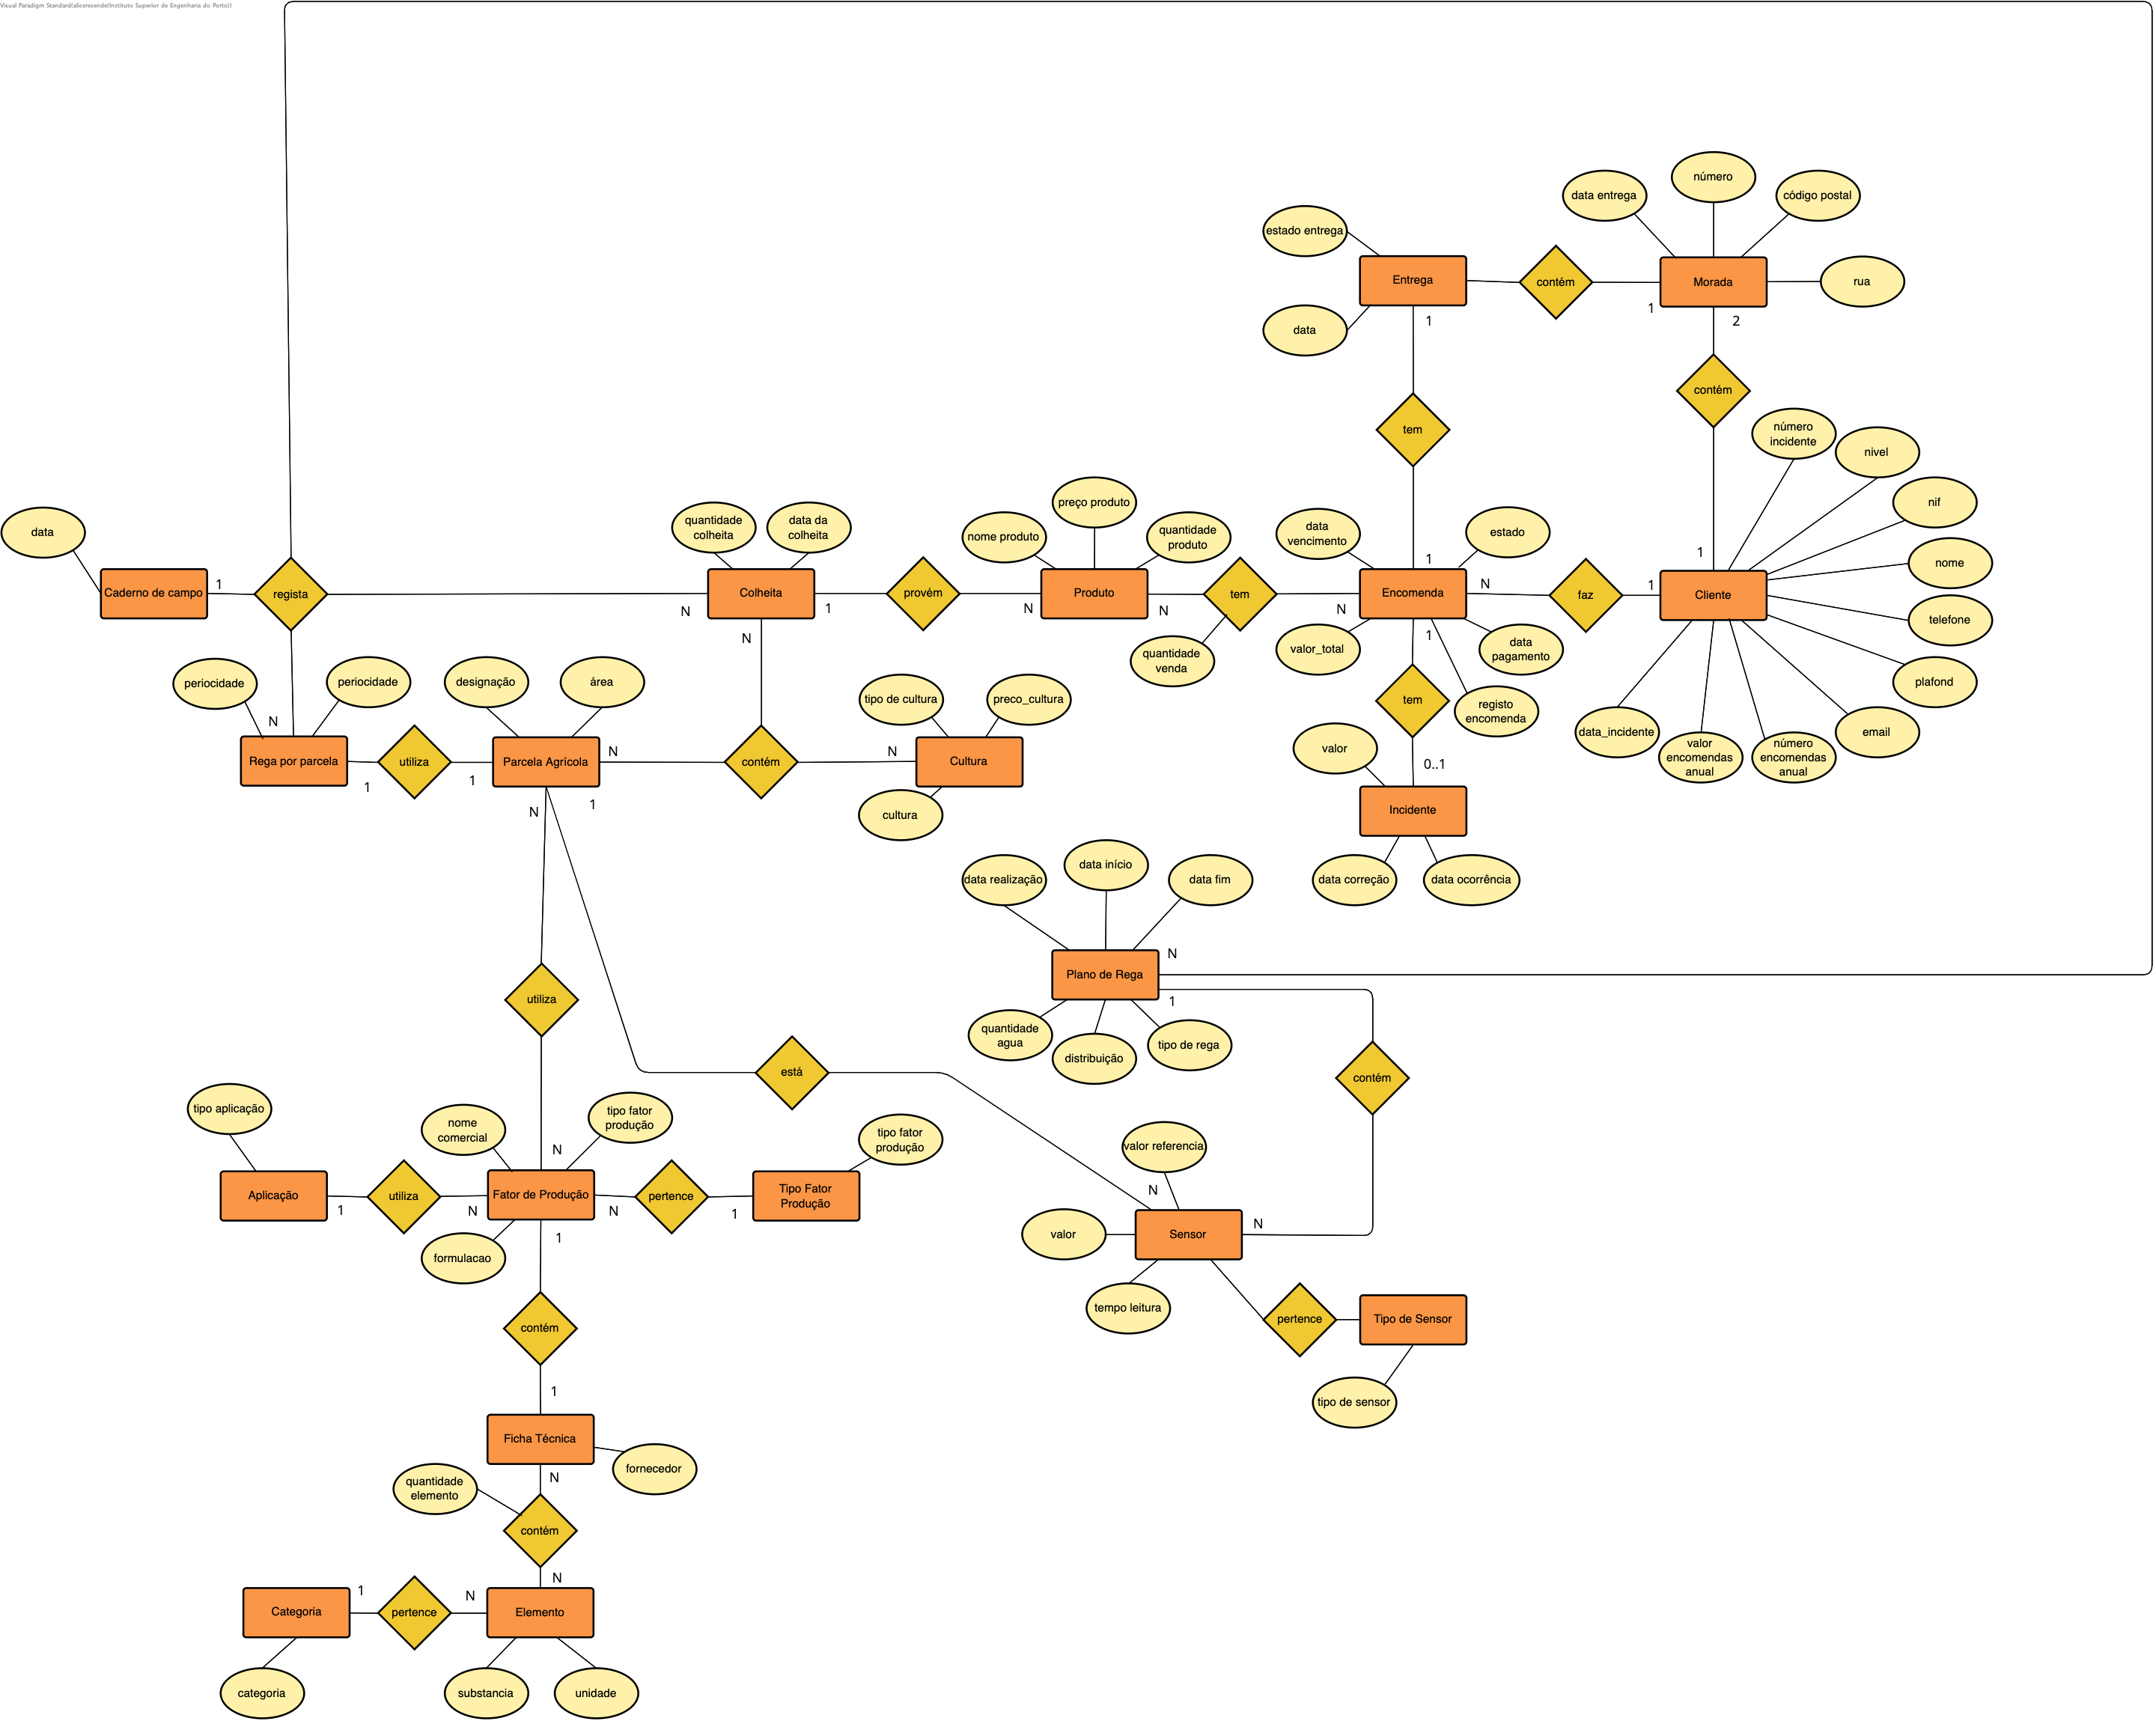 Visual Paradigm Standard(aliceresende(Instituto Superior de Engenharia do Porto))
número
data entrega
código postal
estado entrega
Entrega
contém
Morada
rua
1
data
1
2
contém
tem
número
incidente
nivel
nif
quantidade
colheita
data da
colheita
preço produto
nome produto
quantidade
produto
data
vencimento
estado
data
1
1
nome
Caderno de campo
1
regista
N
Colheita
1
provém
N
Produto
N
tem
N
Encomenda
N
faz
1
Cliente
telefone
N
1
valor_total
data
pagamento
quantidade
venda
plafond
periocidade
periocidade
designação
área
tipo de cultura
preco_cultura
registo
encomenda
tem
data_incidente
valor
encomendas
anual
número
encomendas
anual
email
N
Rega por parcela
1
utiliza
1
Parcela Agrícola
N
contém
N
Cultura
valor
0..1
N
1
cultura
Incidente
data correção
data ocorrência
data realização
data início
data fim
N
Plano de Rega
1
utiliza
quantidade
agua
distribuição
tipo de rega
está
contém
tipo aplicação
nome
comercial
tipo fator
produção
tipo fator
produção
N
valor referencia
N
Aplicação
1
utiliza
N
Fator de Produção
N
pertence
1
Tipo Fator
Produção
1
valor
Sensor
N
formulacao
tempo leitura
contém
pertence
Tipo de Sensor
1
tipo de sensor
Ficha Técnica
fornecedor
N
quantidade
elemento
contém
N
Categoria
1
pertence
N
Elemento
categoria
substancia
unidade